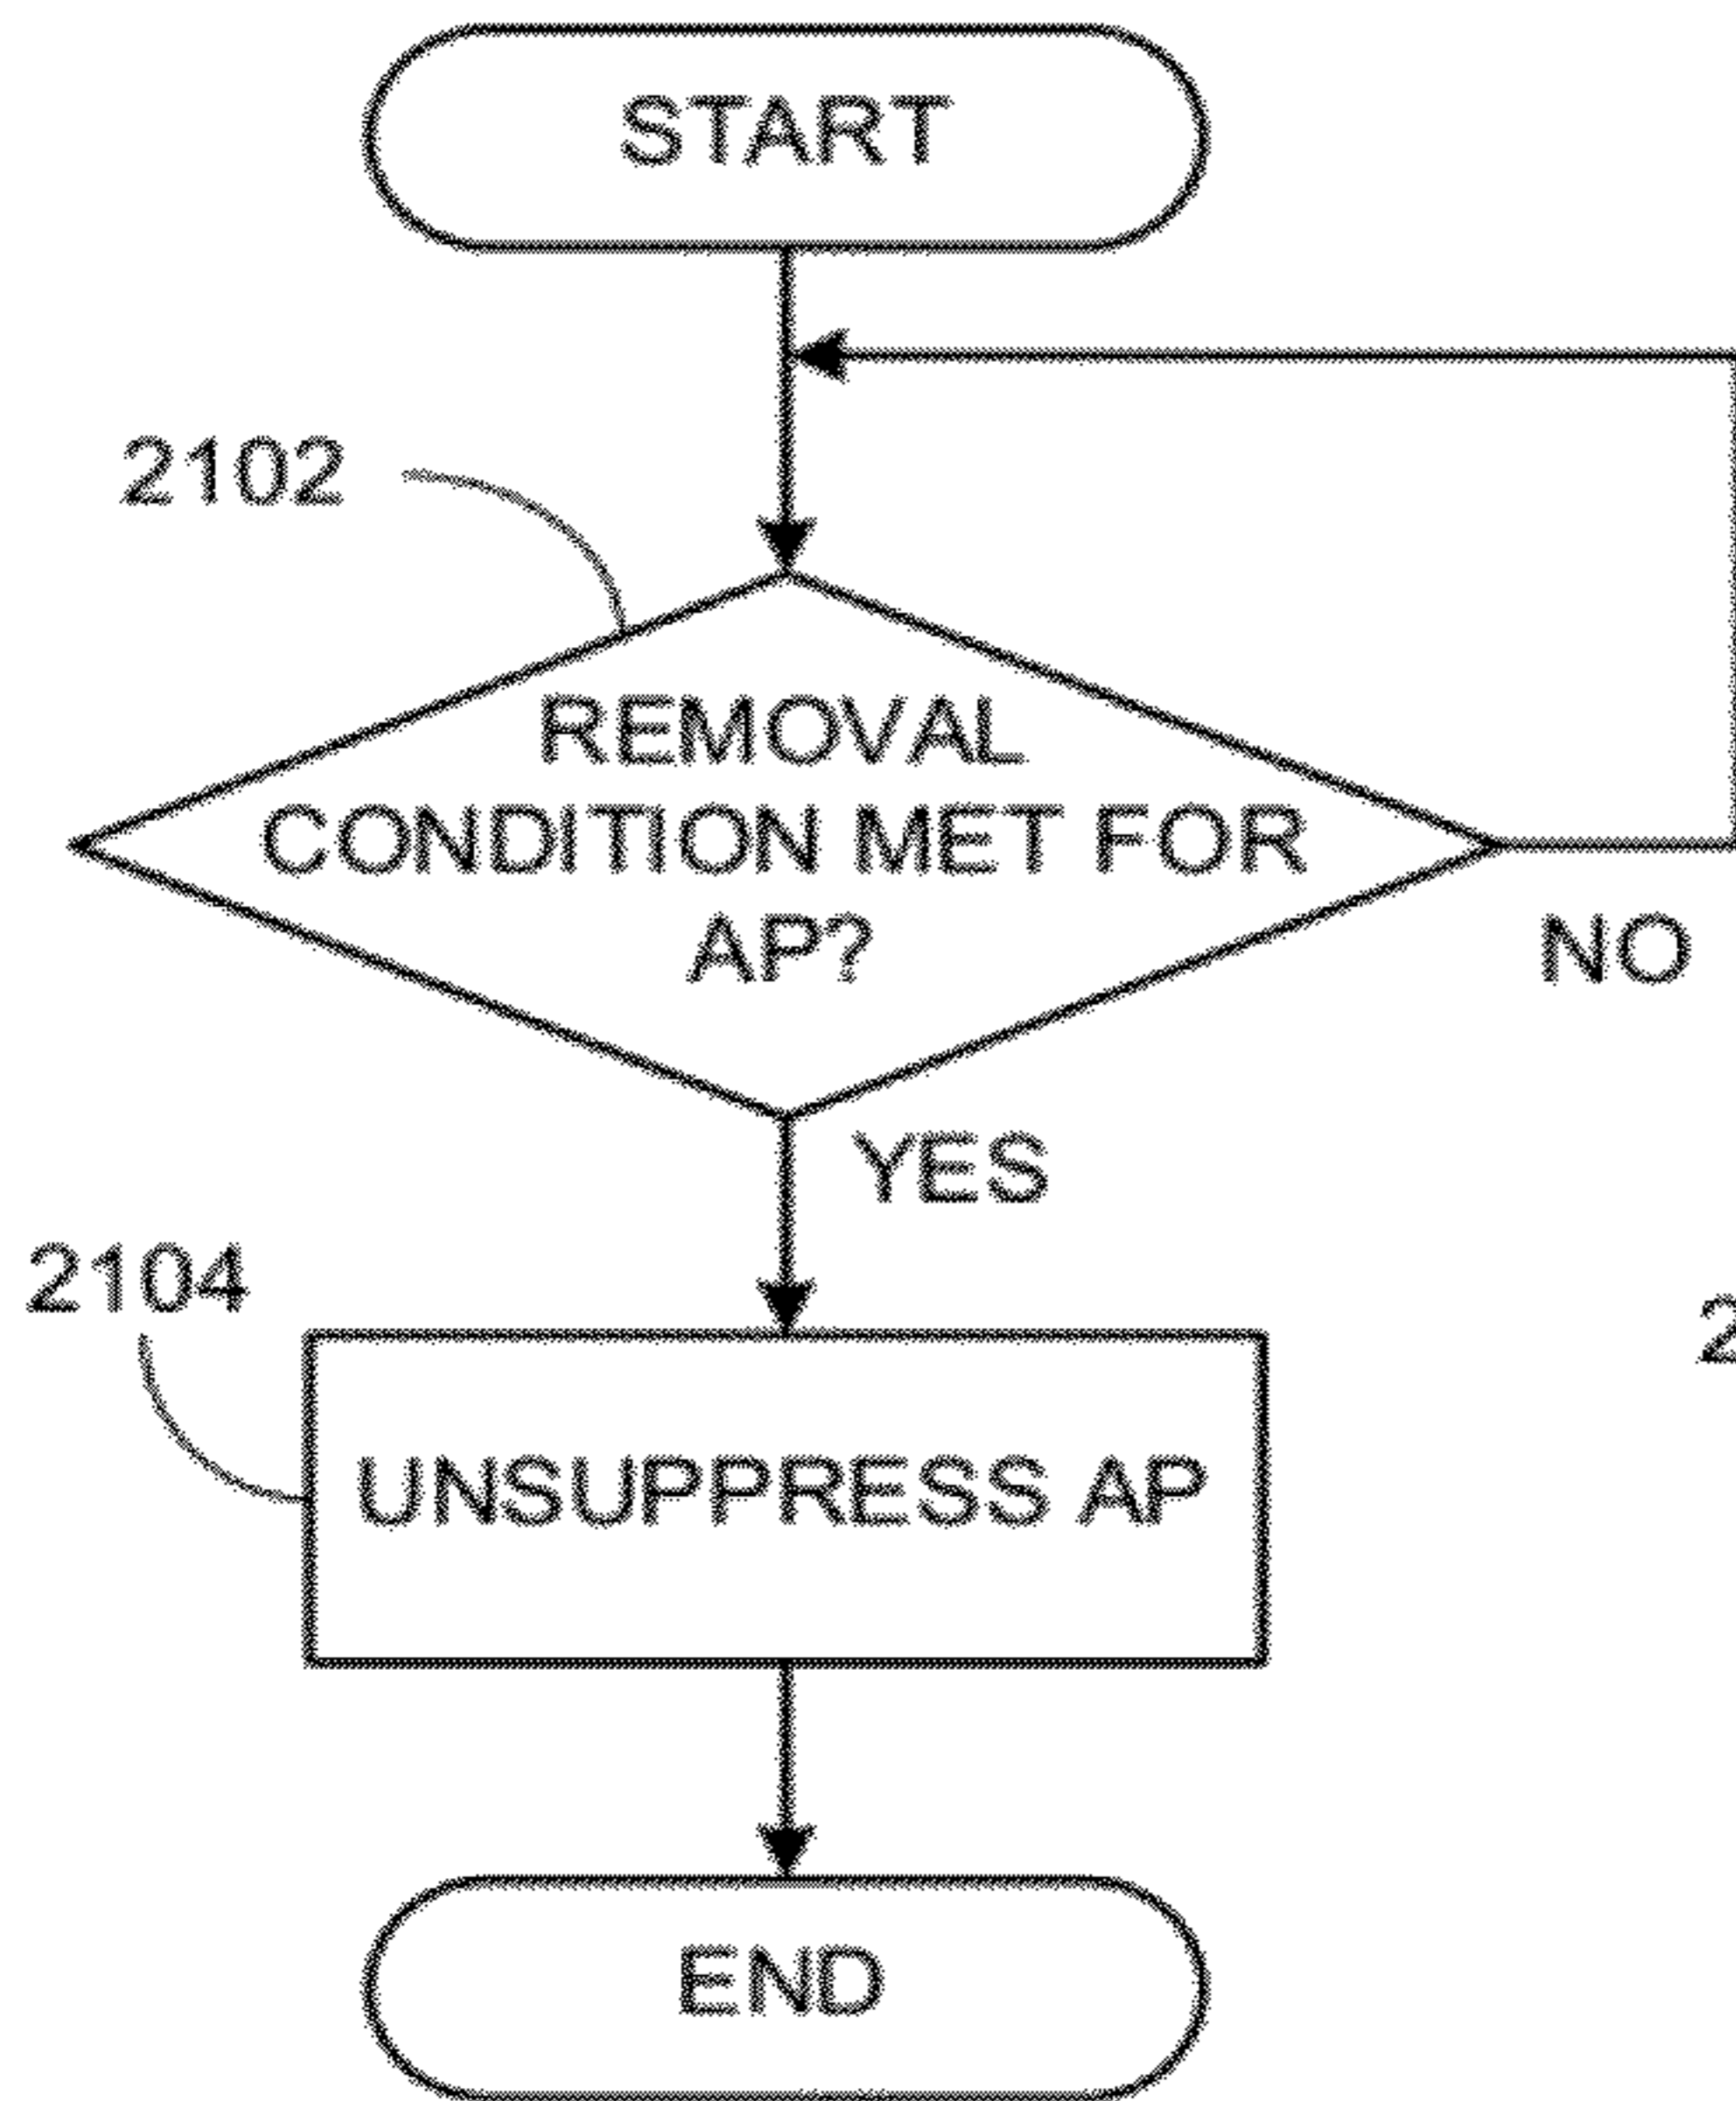 START
2102
REMOVAL
CONDITION MET FOR
AP?
NO
YES
2104
UNSUPPRESS AP
END